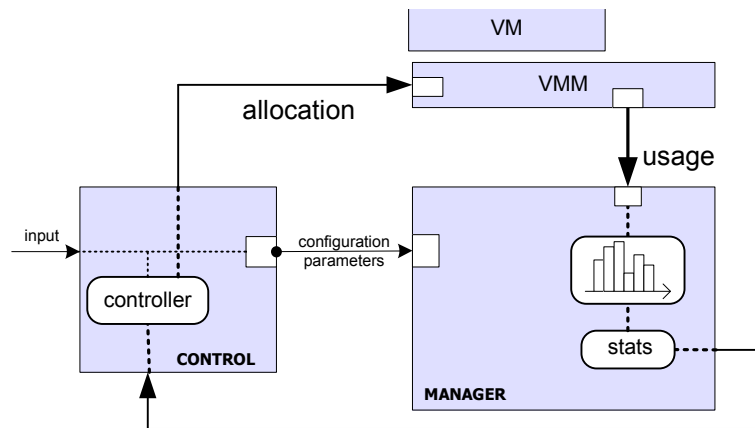 VM
VMM
allocation
usage
input
configuration
parameters
controller
stats
CONTROL
MANAGER